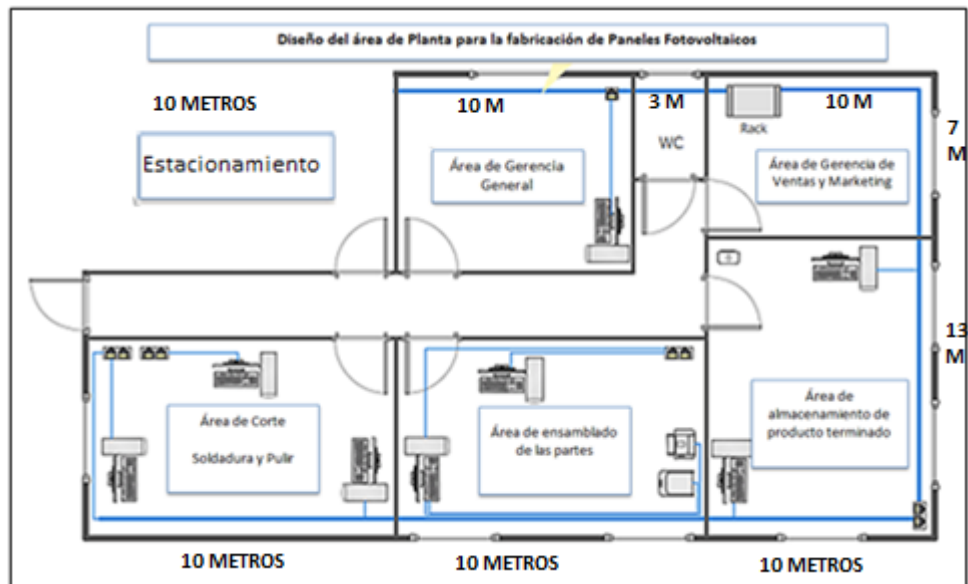 Diseño del área de Planta para la fabricación de Paneles Fotovoltaicos
10 METROS
10 M
3 M
10 M
Rack
7
M
WC
Estacionamiento
Área de Gerencia
General
Área de Gerencia de
Ventas y Marketing
13
M
Área de Corte
Soldadura y Pulir
Área de ensamblado
de las partes
Área de
almacenamiento de
producto terminado
10 METROS
10 METROS
10 METROS